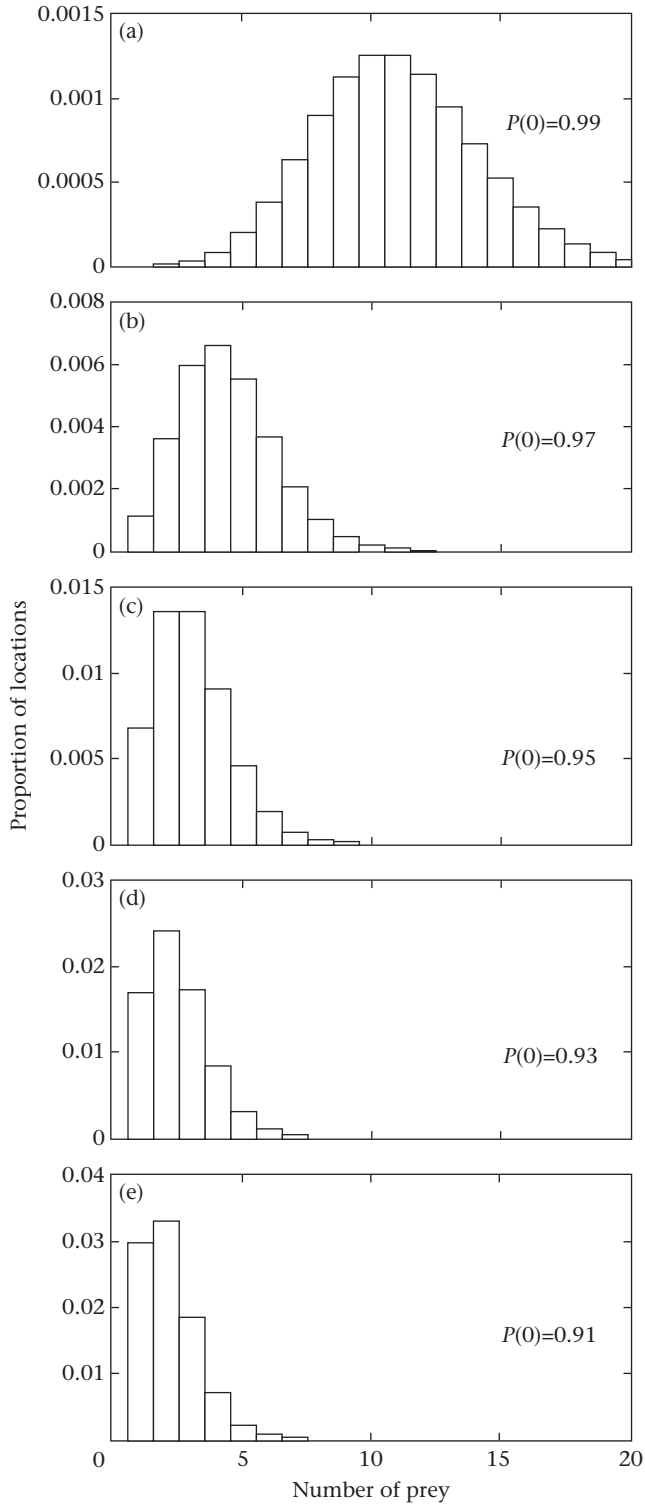 (a)
0.0015
0.001
0.0005
0
P(0)=0.99
(b)
0.008
0.006
0.004
0.002
0
P(0)=0.97
(c)
0.015
0.01
0.005
0
P(0)=0.95
(d)
0.03
0.02
0.01
0
P(0)=0.93
(e)
0.04
0.03
0.02
0.01
P(0)=0.91
0 5 10 15 20
Number of prey
Proportion of locations